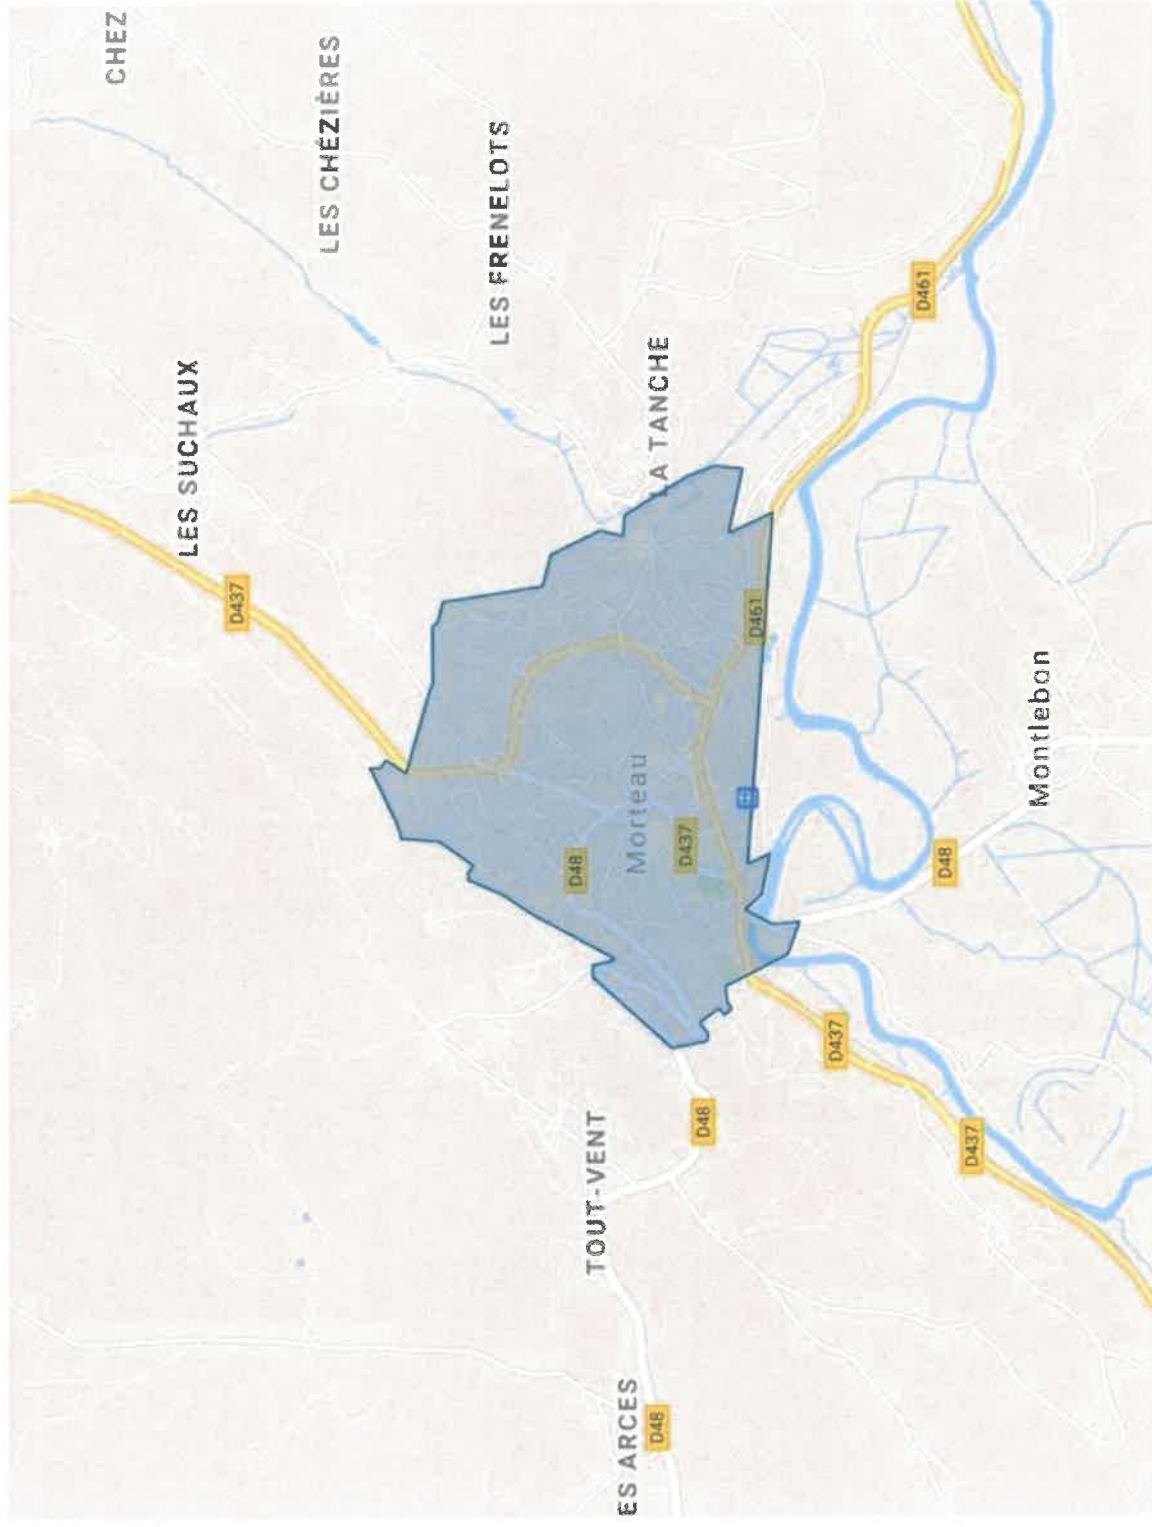 CHEZ
LES CHÉZIÈRES
LES FRENELOTS
LES SUCHAUX
A TANCHE
D437
D461
D461
Morteau
D437
D48
Montlebon
D48
D437
D437
D48
TOUT-VENT
ES ARCES
D48